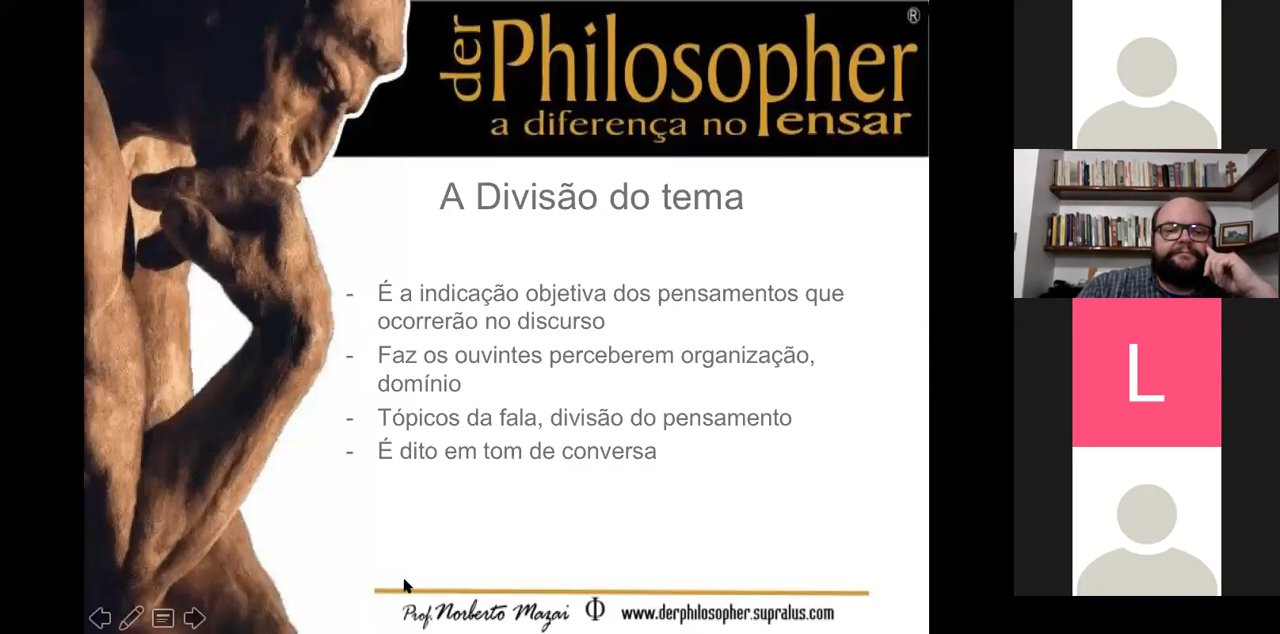 der Philosopher ®
a diferença no Pensar
A Divisão do tema
- É a indicação objetiva dos pensamentos que
ocorrerão no discurso
- Faz os ouvintes perceberem organização,
domínio
- Tópicos da fala, divisão do pensamento
- É dito em tom de conversa
Prof. Norberto Mazai Φ www.derphilosopher.supralus.com
L